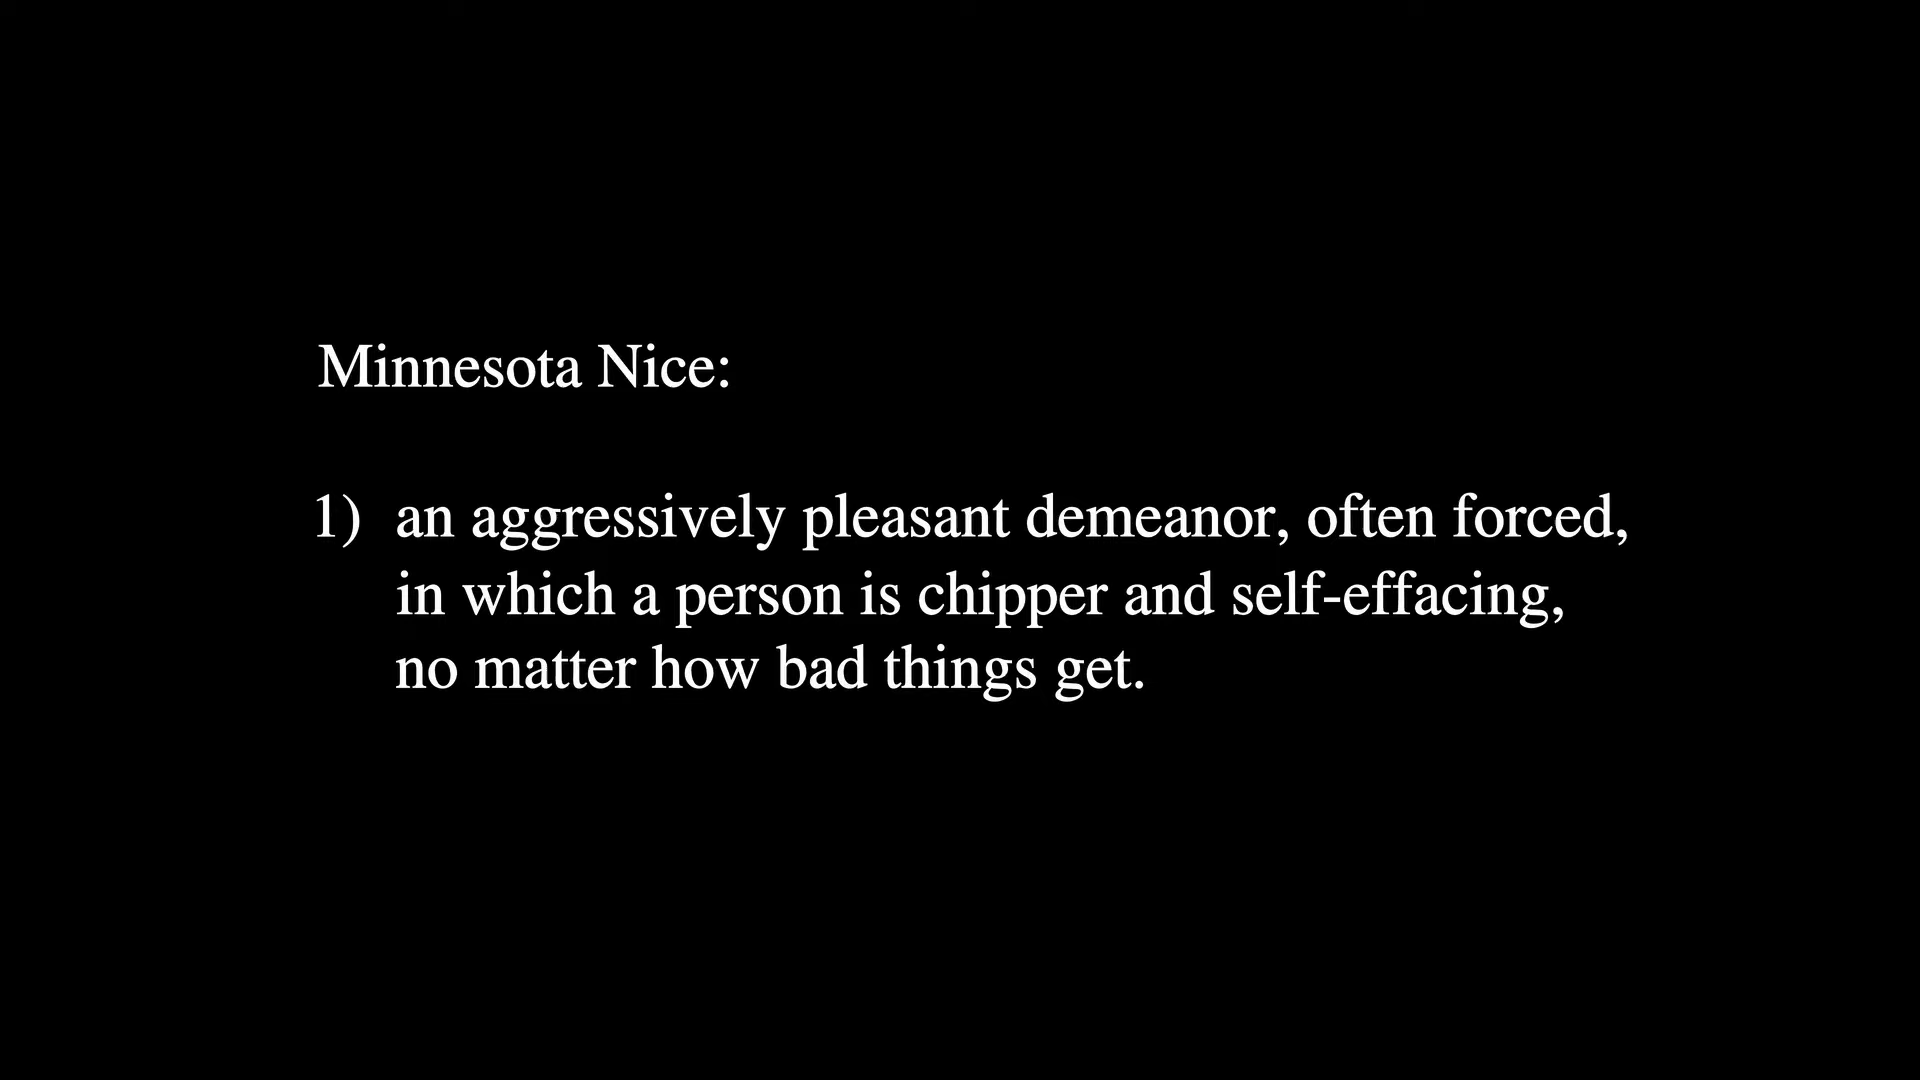 Minnesota Nice:
1) an aggressively pleasant demeanor, often forced,
in which a person is chipper and self-effacing,
no matter how bad things get.